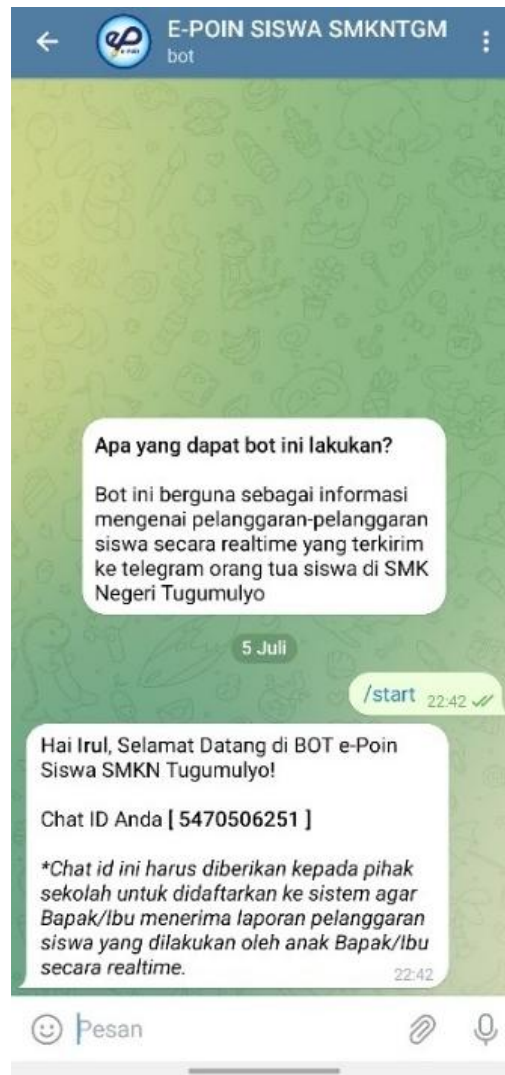 E-POIN SISWA SMKNTGM
bot
Apa yang dapat bot ini lakukan?
Bot ini berguna sebagai informasi
mengenai pelanggaran-pelanggaran
siswa secara realtime yang terkirim
ke telegram orang tua siswa di SMK
Negeri Tugumulyo
5 Juli
/start 22:42
Hai Irul, Selamat Datang di BOT e-Poin
Siswa SMKN Tugumulyo!
Chat ID Anda [ 5470506251 ]
*Chat id ini harus diberikan kepada pihak
sekolah untuk didaftarkan ke sistem agar
Bapak/Ibu menerima laporan pelanggaran
siswa yang dilakukan oleh anak Bapak/Ibu
secara realtime.
22:42
Pesan